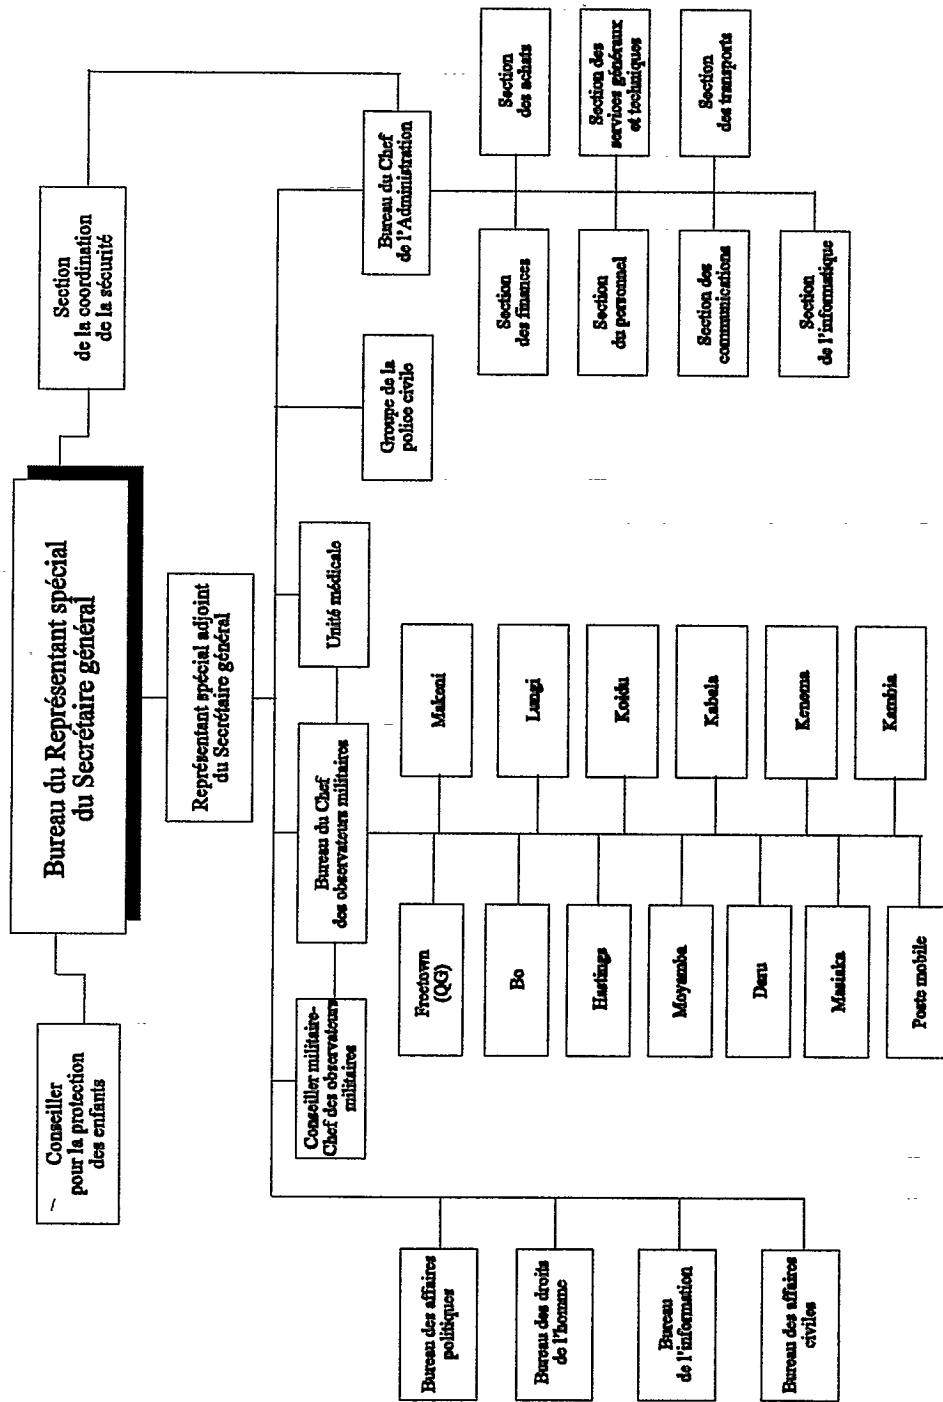 Bureau du Représentant spécial
du Secrétaire général
Conseiller
pour la protection
des enfants
Section
de la coordination
de la sécurité
Représentant spécial adjoint
du Secrétaire général
Conseiller militaire-
Chef des observateurs
militaires
Bureau du Chef
des observateurs militaires
Unité médicale
Groupe de la
police civile
Bureau du Chef
de l'Administration
Bureau des affaires
politiques
Bureau des droits
de l'homme
Bureau
de l'information
Bureau des affaires
civiles
Freetown
(QG)
Makeni
Bo
Lungi
Hastings
Koidu
Moyamba
Kabala
Daru
Kenema
Masiaka
Kambia
Poste mobile
Section
des finances
Section
des achats
Section
du personnel
Section des
services généraux
et techniques
Section des
communications
Section
des transports
Section
de l'informatique